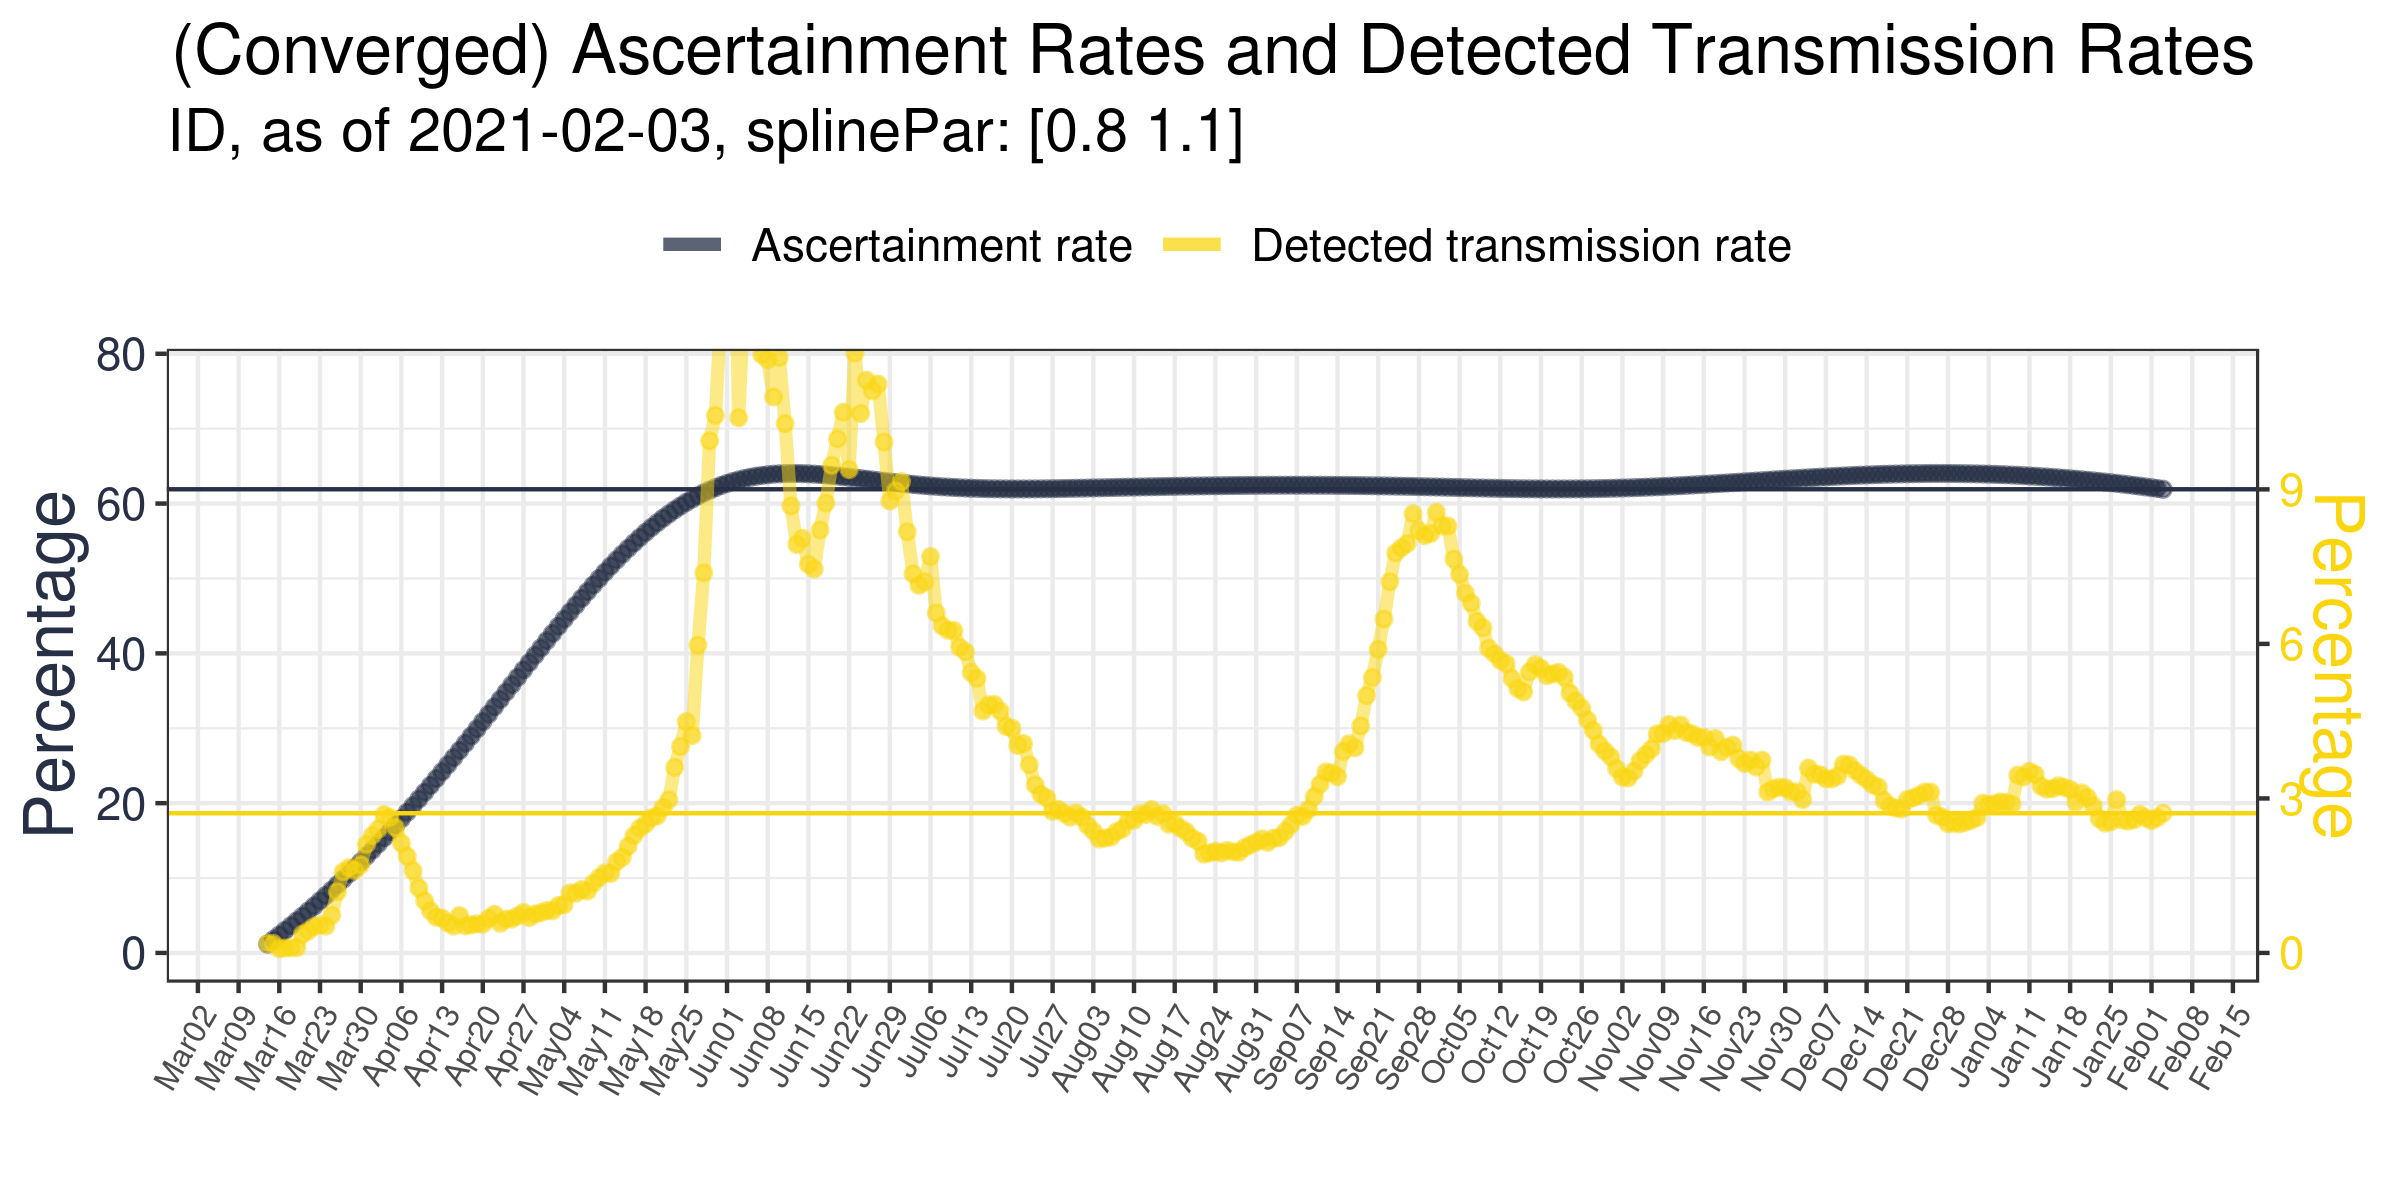 (Converged) Ascertainment Rates and Detected Transmission Rates
ID, as of 2021-02-03, splinePar: [0.8 1.1]
Ascertainment rate
Detected transmission rate
80
60
40
20
0
Percentage
9
6
3
0
Percentage
Mar02
Mar09
Mar16
Mar23
Mar30
Apr06
Apr13
Apr20
Apr27
May04
May11
May18
May25
Jun01
Jun08
Jun15
Jun22
Jun29
Jul06
Jul13
Jul20
Jul27
Aug03
Aug10
Aug17
Aug24
Aug31
Sep07
Sep14
Sep21
Sep28
Oct05
Oct12
Oct19
Oct26
Nov02
Nov09
Nov16
Nov23
Nov30
Dec07
Dec14
Dec21
Dec28
Jan04
Jan11
Jan18
Jan25
Feb01
Feb08
Feb15